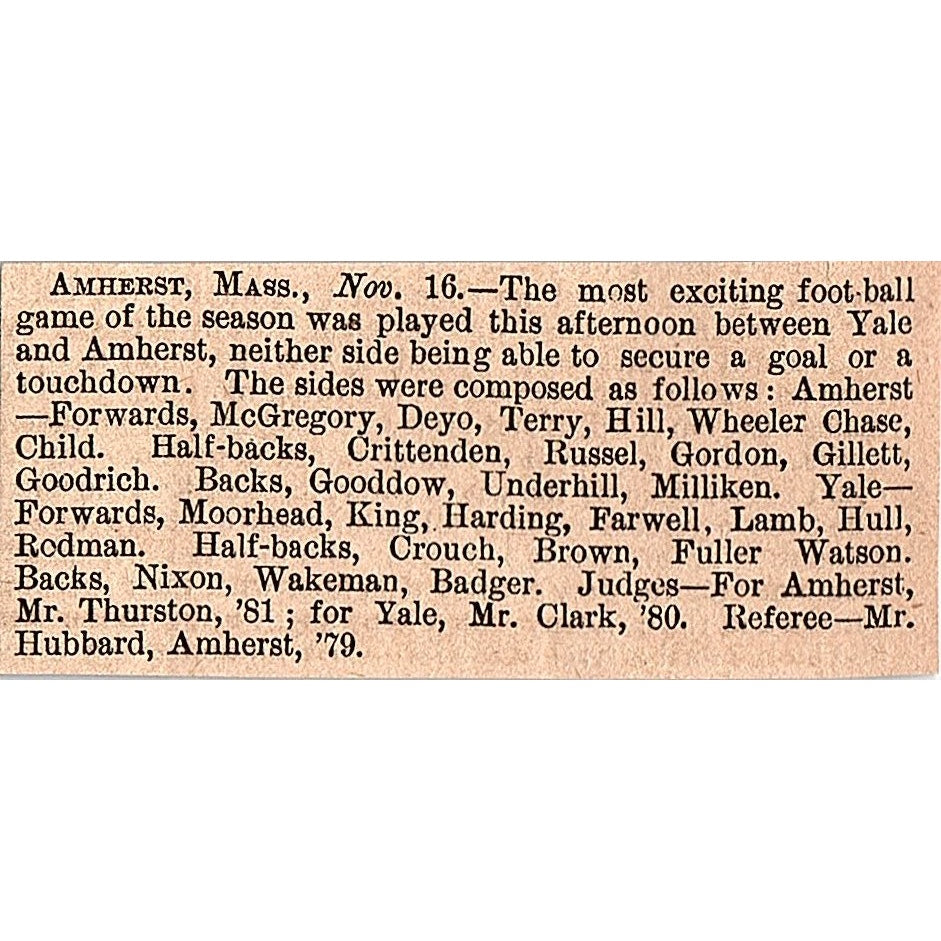 AMHERST, MASS., Nov. 16.—The most exciting foot-ball
game of the season was played this afternoon between Yale
and Amherst, neither side being able to secure a goal or a
touchdown. The sides were composed as follows: Amherst
—Forwards, McGregory, Deyo, Terry, Hill, Wheeler Chase,
Child. Half-backs, Crittenden, Russel, Gordon, Gillett,
Goodrich. Backs, Gooddow, Underhill, Milliken. Yale—
Forwards, Moorhead, King, Harding, Farwell, Lamb, Hull,
Rodman. Half-backs, Crouch, Brown, Fuller Watson.
Backs, Nixon, Wakeman, Badger. Judges—For Amherst,
Mr. Thurston, '81; for Yale, Mr. Clark, '80. Referee—Mr.
Hubbard, Amherst, '79.